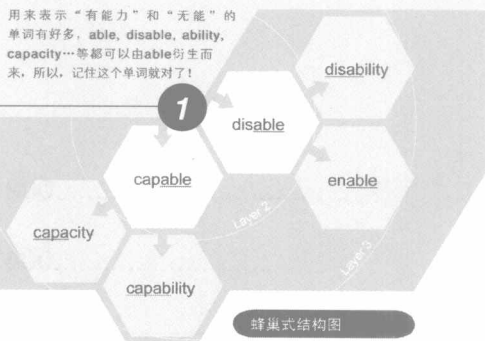 用来表示“有能力”和“无能”的
单词有好多，able, disable, ability,
capacity…等都可以由able衍生而
来，所以，记住这个单词就对了！
1
disability
disable
capable
enable
capacity
Layer 2
Layer 3
capability
蜂巢式结构图